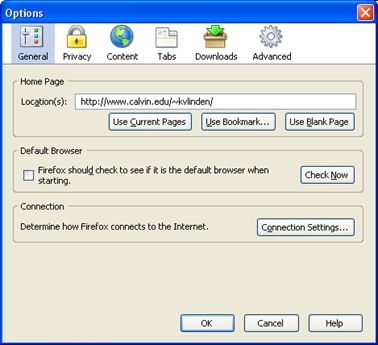 Options
General Privacy Content Tabs Downloads Advanced
Home Page
Location(s): http://www.calvin.edu/~kvlinden/
Use Current Pages Use Bookmark... Use Blank Page
Default Browser
Firefox should check to see if it is the default browser when
starting.
Check Now
Connection
Determine how Firefox connects to the Internet. Connection Settings...
OK Cancel Help